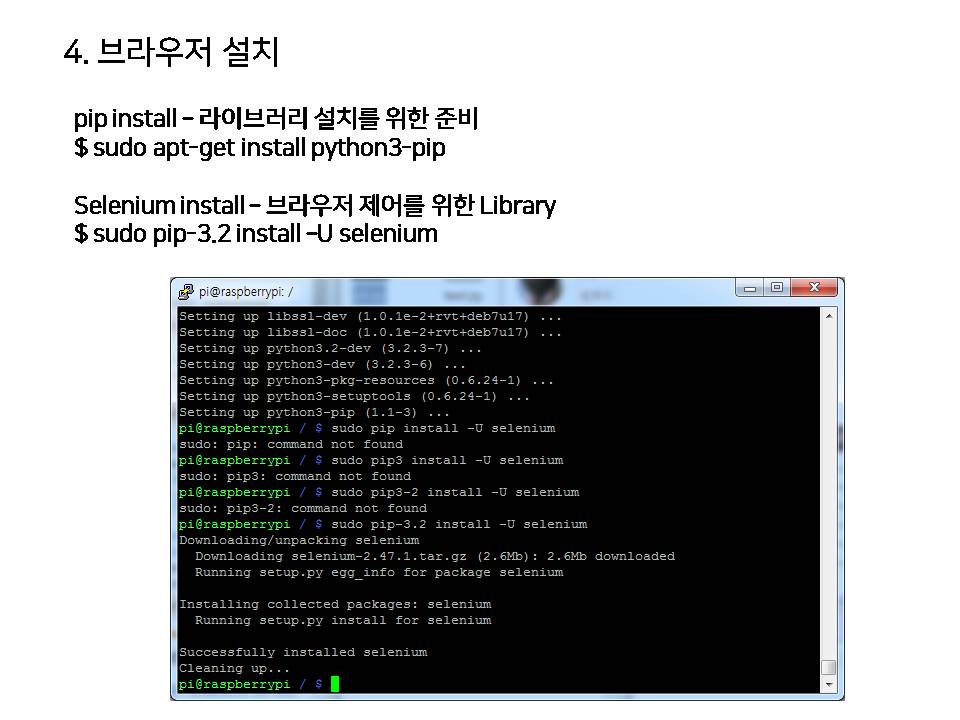 4. 브라우저 설치
pip install – 라이브러리 설치를 위한 준비
$ sudo apt-get install python3-pip
Selenium install – 브라우저 제어를 위한 Library
$ sudo pip-3.2 install –U selenium
pi@raspberrypi: /
Setting up libssl-dev (1.0.1e-2+rvt+deb7u17) ...
Setting up libssl-doc (1.0.1e-2+rvt+deb7u17) ...
Setting up python3.2-dev (3.2.3-7) ...
Setting up python3-dev (3.2.3-6) ...
Setting up python3-pkg-resources (0.6.24-1) ...
Setting up python3-setuptools (0.6.24-1) ...
Setting up python3-pip (1.1-3) ...
pi@raspberrypi / $ sudo pip install -U selenium
sudo: pip: command not found
pi@raspberrypi / $ sudo pip3 install -U selenium
sudo: pip3: command not found
pi@raspberrypi / $ sudo pip3-2 install -U selenium
sudo: pip3-2: command not found
pi@raspberrypi / $ sudo pip-3.2 install -U selenium
Downloading/unpacking selenium
Downloading selenium-2.47.1.tar.gz (2.6Mb): 2.6Mb downloaded
Running setup.py egg_info for package selenium
Installing collected packages: selenium
Running setup.py install for selenium
Successfully installed selenium
Cleaning up...
pi@raspberrypi / $